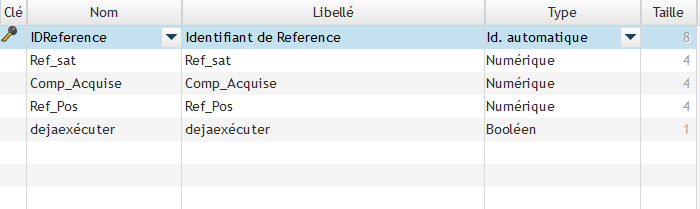 Clé Nom Libellé Type Taille
IDReference Identifiant de Reference Id. automatique 8
Ref_sat Ref_sat Numérique 4
Comp_Acquise Comp_Acquise Numérique 4
Ref_Pos Ref_Pos Numérique 4
dejaexécuter dejaexécuter Booléen 1